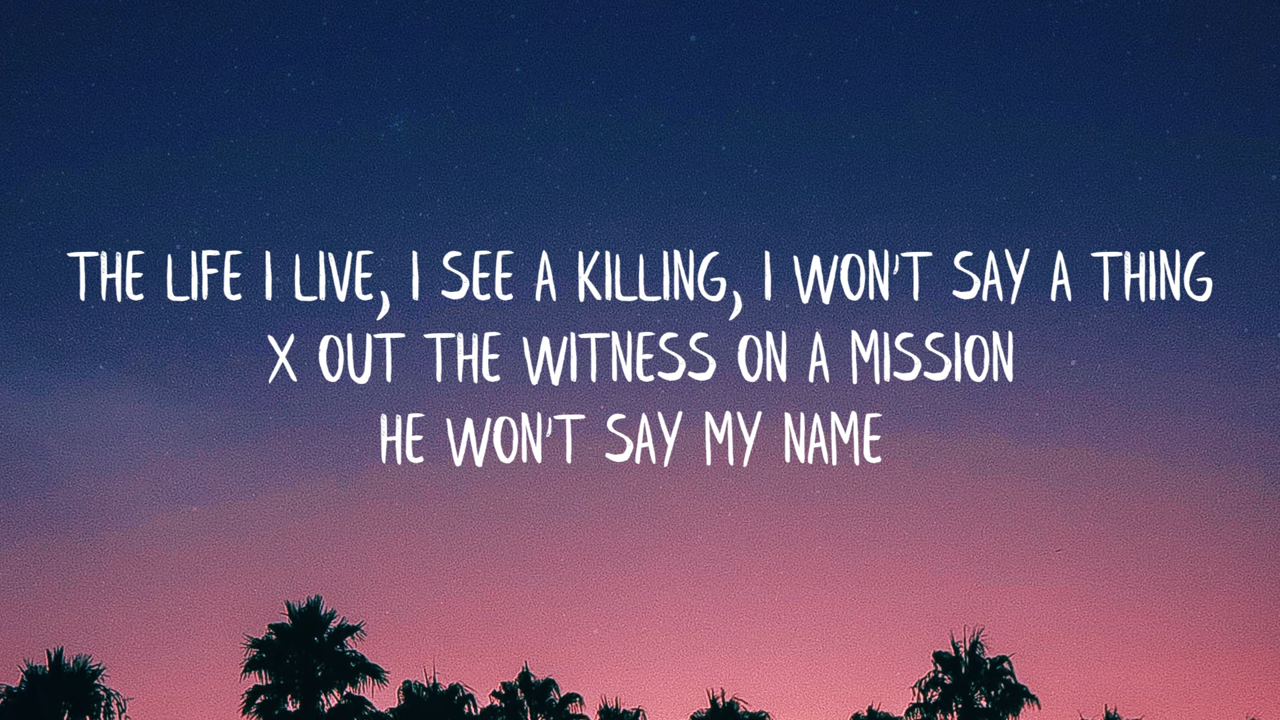 THE LIFE I LIVE, I SEE A KILLING, I WON'T SAY A THING
X OUT THE WITNESS ON A MISSION
HE WON'T SAY MY NAME